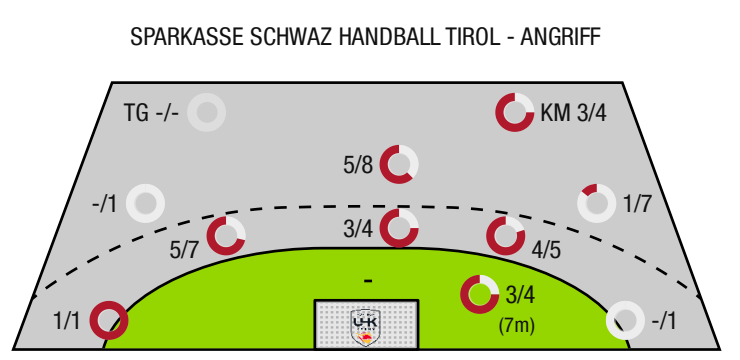 SPARKASSE SCHWAZ HANDBALL TIROL - ANGRIFF
TG -/-
KM 3/4
5/8
-/1
1/7
5/7
3/4
4/5
-
3/4
(7m)
1/1
-/1
UHK